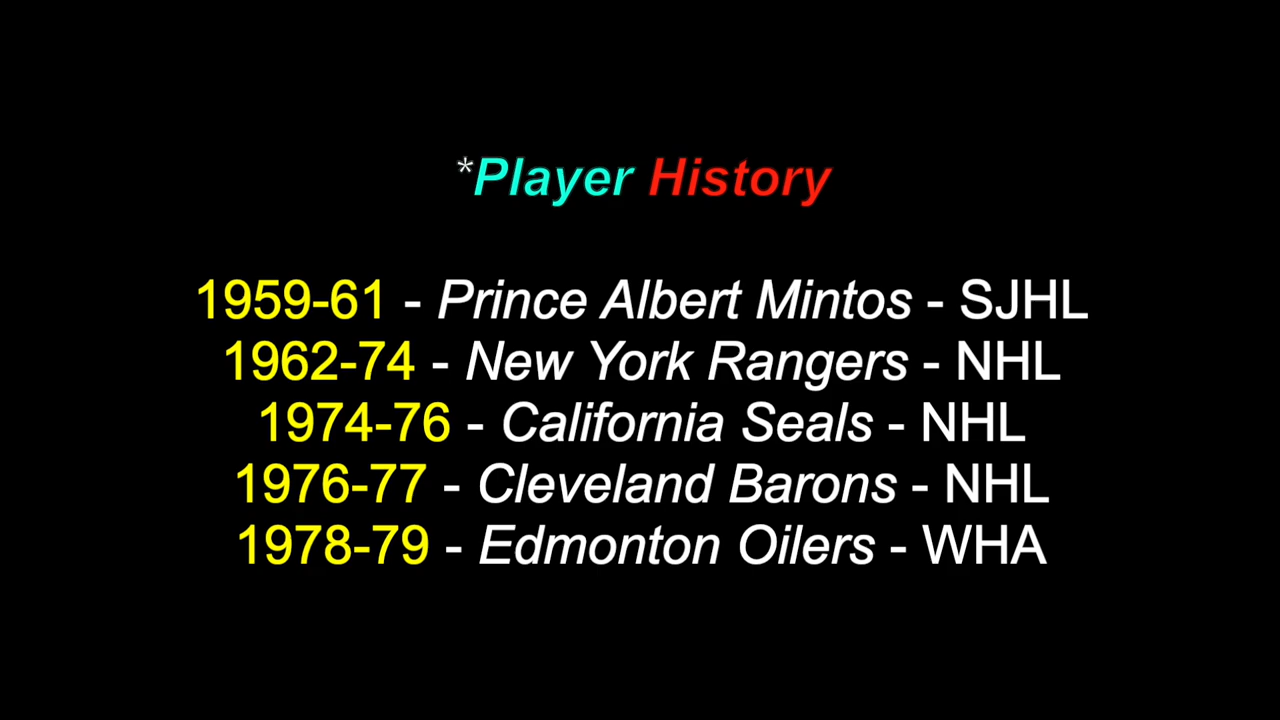 *Player History
1959-61 - Prince Albert Mintos - SJHL
1962-74 - New York Rangers - NHL
1974-76 - California Seals - NHL
1976-77 - Cleveland Barons - NHL
1978-79 - Edmonton Oilers - WHA